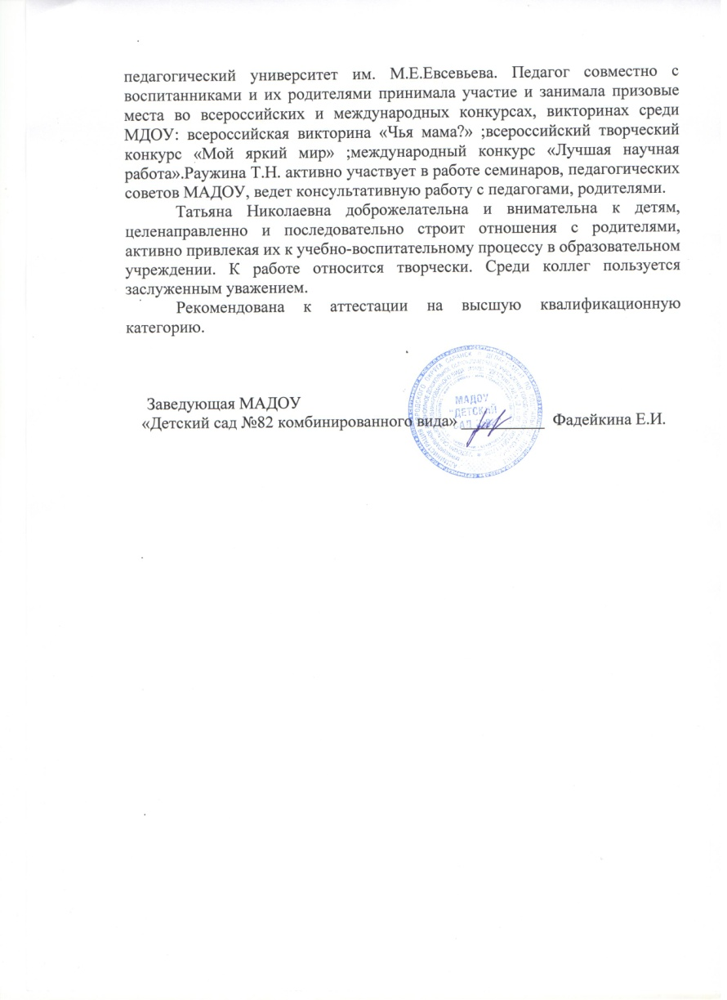 педагогический университет им. М.Е.Евсевьева. Педагог совместно с
воспитанниками и их родителями принимала участие и занимала призовые
места во всероссийских и международных конкурсах, викторинах среди
МДОУ: всероссийская викторина «Чья мама?» ;всероссийский творческий
конкурс «Мой яркий мир» ;международный конкурс «Лучшая научная
работа».Раужина Т.Н. активно участвует в работе семинаров, педагогических
советов МАДОУ, ведет консультативную работу с педагогами, родителями.
Татьяна Николаевна доброжелательна и внимательна к детям,
целенаправленно и последовательно строит отношения с родителями,
активно привлекая их к учебно-воспитательному процессу в образовательном
учреждении. К работе относится творчески. Среди коллег пользуется
заслуженным уважением.
Рекомендована к аттестации на высшую квалификационную
категорию.
Заведующая МАДОУ
«Детский сад №82 комбинированного вида» __________ Фадейкина Е.И.
МАДОУ
"ДЕТСКИЙ